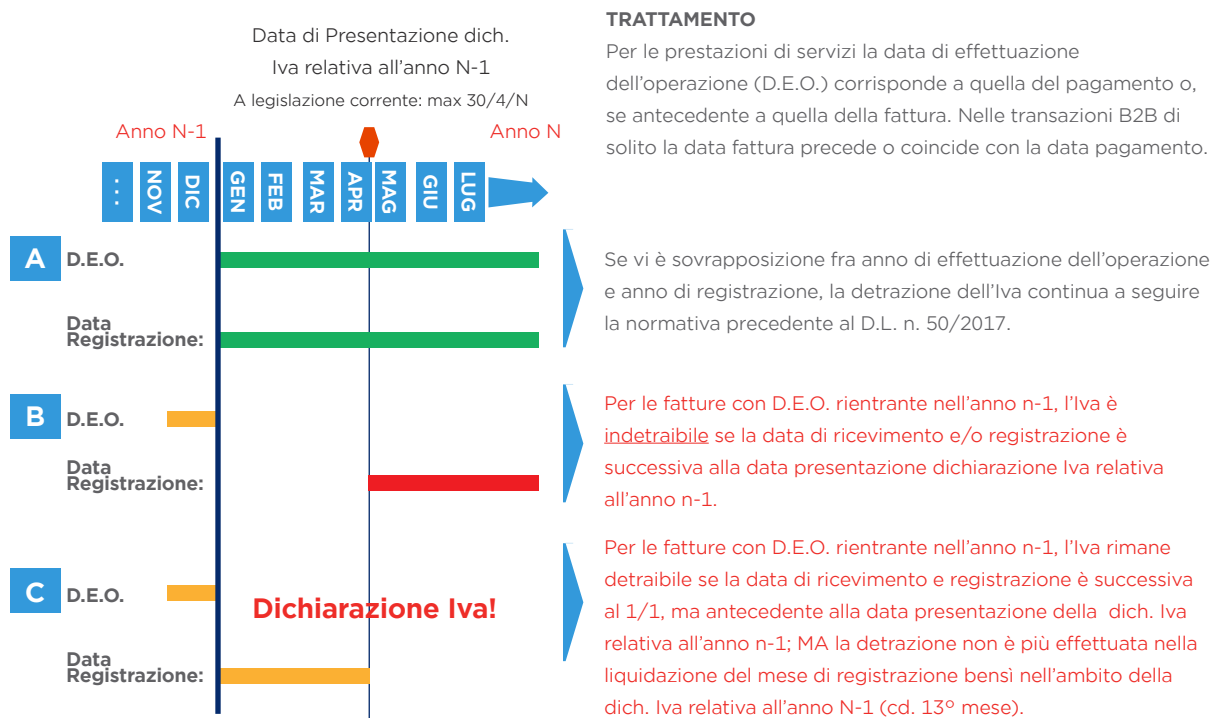 Data di Presentazione dich.
Iva relativa all'anno N-1
A legislazione corrente: max 30/4/N
Anno N-1
Anno N
...
NOV
DIC
GEN
FEB
MAR
APR
MAG
GIU
LUG
TRATTAMENTO
Per le prestazioni di servizi la data di effettuazione
dell'operazione (D.E.O.) corrisponde a quella del pagamento o,
se antecedente a quella della fattura. Nelle transazioni B2B di
solito la data fattura precede o coincide con la data pagamento.
A
D.E.O.
Data
Registrazione:
Se vi è sovrapposizione fra anno di effettuazione dell'operazione
e anno di registrazione, la detrazione dell'Iva continua a seguire
la normativa precedente al D.L. n. 50/2017.
B
D.E.O.
Data
Registrazione:
Per le fatture con D.E.O. rientrante nell'anno n-1, l'Iva è
indetraibile se la data di ricevimento e/o registrazione è
successiva alla data presentazione dichiarazione Iva relativa
all'anno n-1.
C
D.E.O.
Dichiarazione Iva!
Data
Registrazione:
Per le fatture con D.E.O. rientrante nell'anno n-1, l'Iva rimane
detraibile se la data di ricevimento e registrazione è successiva
al 1/1, ma antecedente alla data presentazione della dich. Iva
relativa all'anno n-1; MA la detrazione non è più effettuata nella
liquidazione del mese di registrazione bensì nell'ambito della
dich. Iva relativa all'anno N-1 (cd. 13º mese).